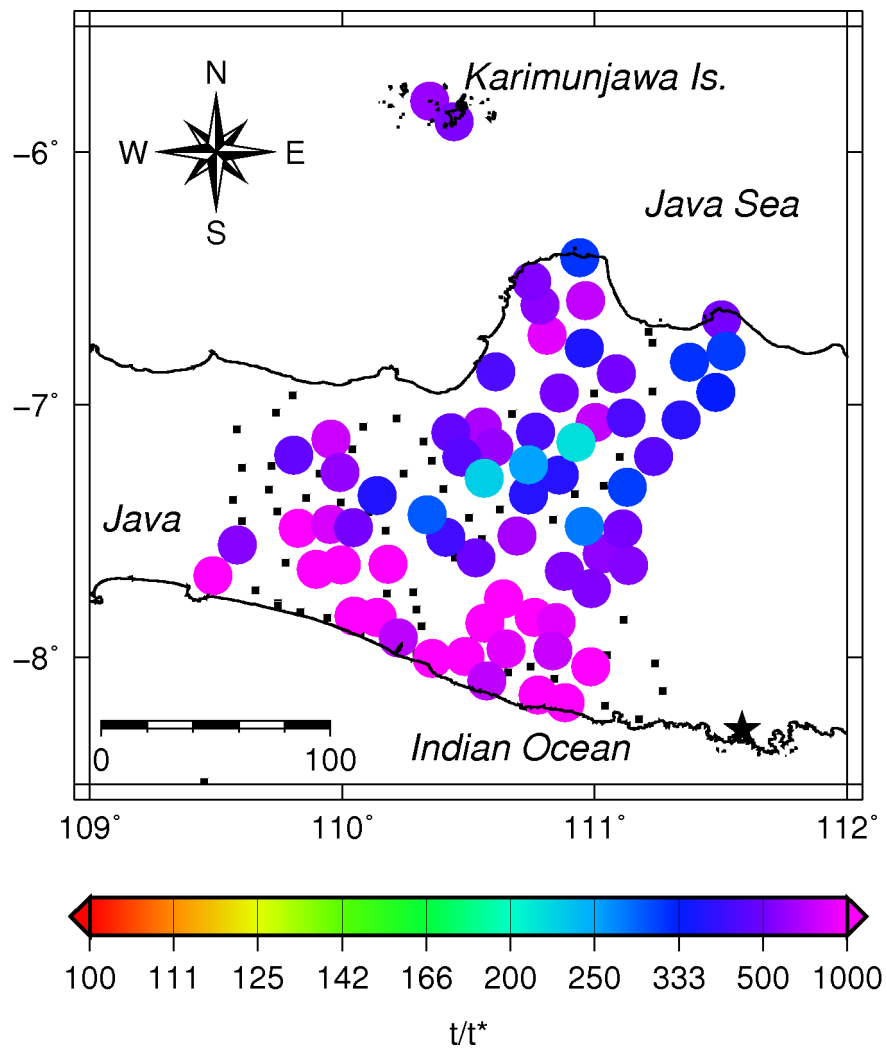 Karimunjawa Is.
N
W E
S
−6˚
Java Sea
−7˚
Java
−8˚
Indian Ocean
0 100
109˚ 110˚ 111˚ 112˚
100 111 125 142 166 200 250 333 500 1000
t/t*